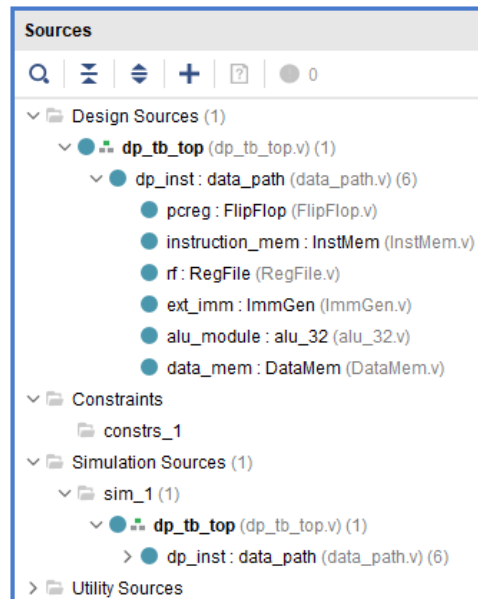 Sources
0
Design Sources (1)
dp_tb_top (dp_tb_top.v) (1)
dp_inst : data_path (data_path.v) (6)
pcreg : FlipFlop (FlipFlop.v)
instruction_mem : InstMem (InstMem.v)
rf : RegFile (RegFile.v)
ext_imm : ImmGen (ImmGen.v)
alu_module : alu_32 (alu_32.v)
data_mem : DataMem (DataMem.v)
Constraints
constrs_1
Simulation Sources (1)
sim_1 (1)
dp_tb_top (dp_tb_top.v) (1)
dp_inst : data_path (data_path.v) (6)
Utility Sources